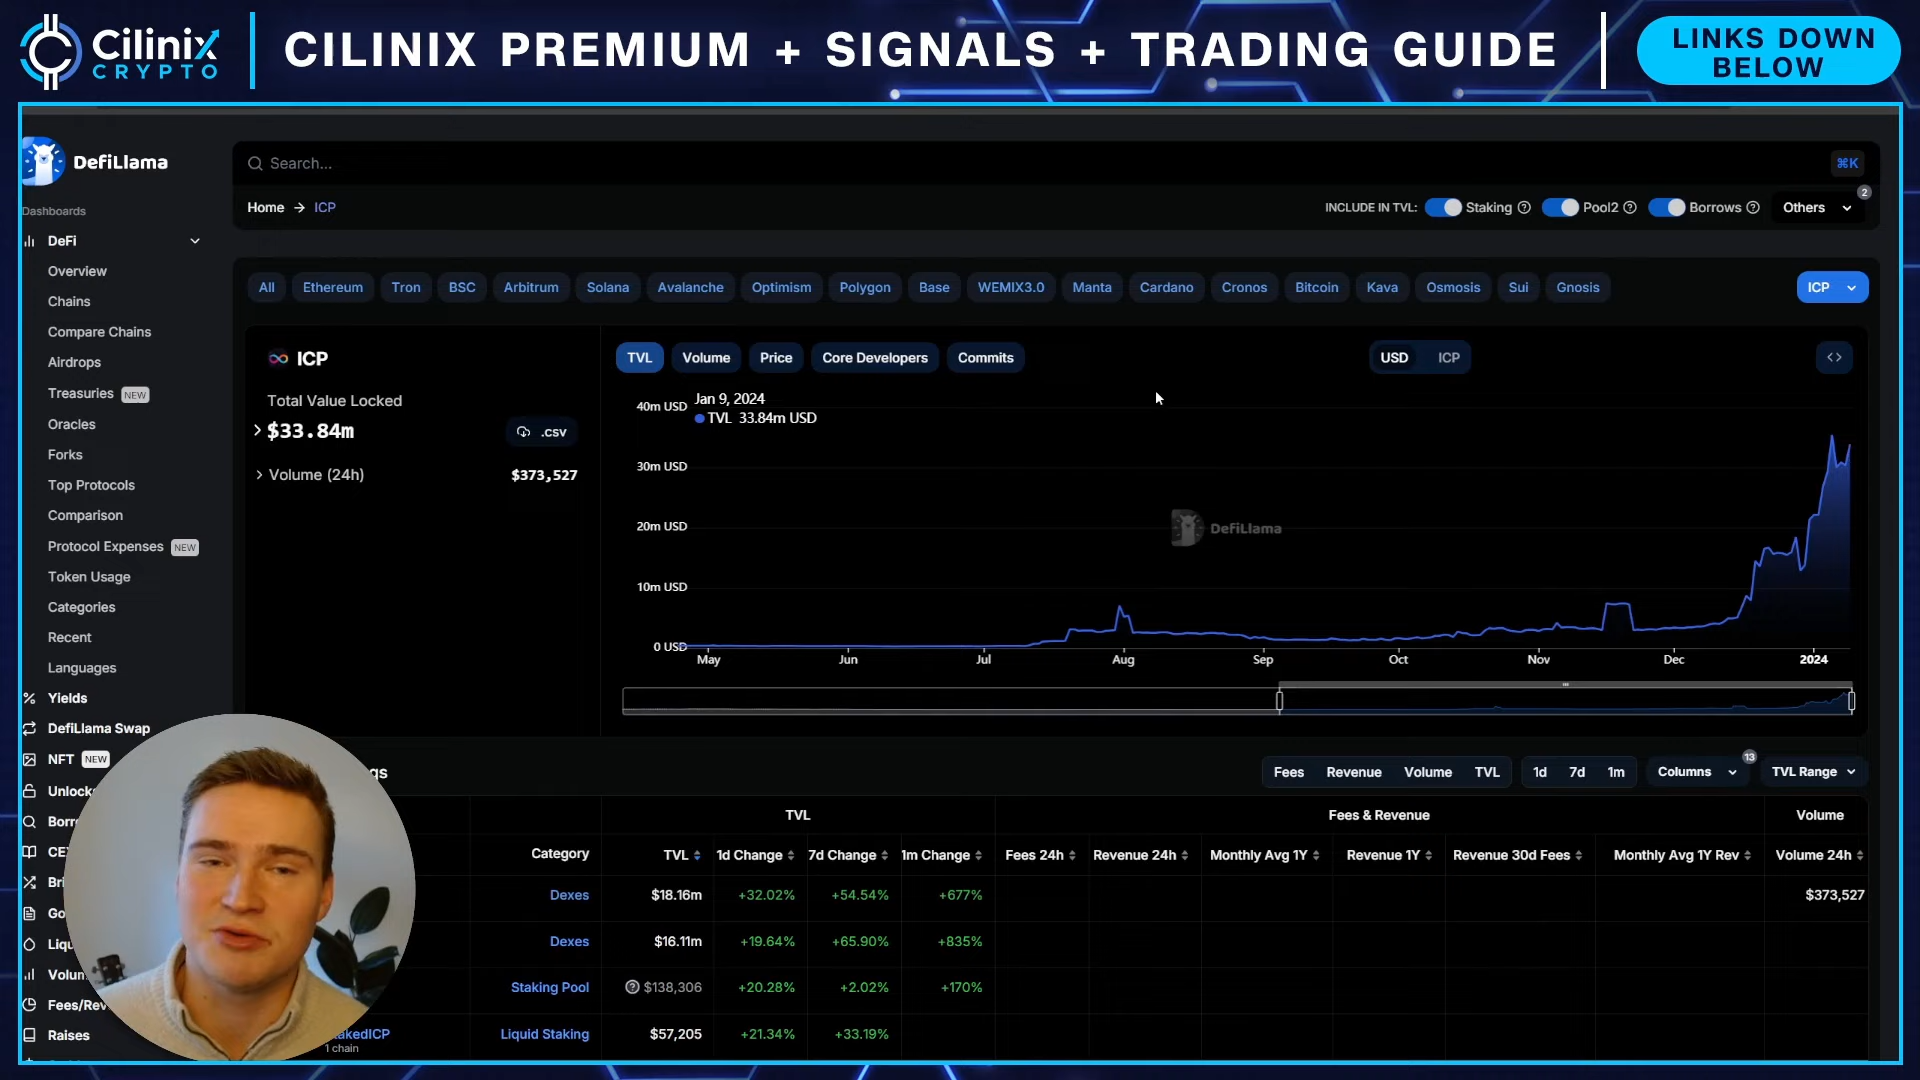 Cilinix
CRYPTO
CILINIX PREMIUM + SIGNALS + TRADING GUIDE
LINKS DOWN
BELOW
DefiLlama
Search...
⌘K
Home → ICP
INCLUDE IN TVL:
Staking
Pool2
Borrows
Others
2
Dashboards
DeFi
Overview
Chains
Compare Chains
Airdrops
Treasuries NEW
Oracles
Forks
Top Protocols
Comparison
Protocol Expenses NEW
Token Usage
Categories
Recent
Languages
Yields
DefiLlama Swap
NFT NEW
Raises
All
Ethereum
Tron
BSC
Arbitrum
Solana
Avalanche
Optimism
Polygon
Base
WEMIX3.0
Manta
Cardano
Cronos
Bitcoin
Kava
Osmosis
Sui
Gnosis
ICP
ICP
Total Value Locked
$33.84m
.csv
Volume (24h)
$373,527
TVL
Volume
Price
Core Developers
Commits
USD
ICP
<>
Jan 9, 2024
TVL 33.84m USD
40m USD
30m USD
20m USD
10m USD
0 USD
DefiLlama
May
Jun
Jul
Aug
Sep
Oct
Nov
Dec
2024
gs
Fees
Revenue
Volume
TVL
1d
7d
1m
Columns
13
TVL Range
TVL
Fees & Revenue
Volume
Category
TVL
1d Change
7d Change
1m Change
Fees 24h
Revenue 24h
Monthly Avg 1Y
Revenue 1Y
Revenue 30d Fees
Monthly Avg 1Y Rev
Volume 24h
Dexes $18.16m +32.02% +54.54% +677% $373,527
Dexes $16.11m +19.64% +65.90% +835%
Staking Pool $138,306 +20.28% +2.02% +170%
akedICP Liquid Staking $57,205 +21.34% +33.19%
1 chain